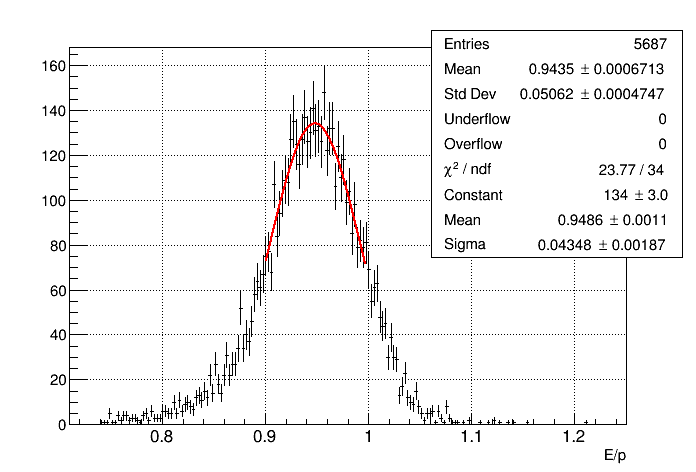 Entries 5687
Mean 0.9435 ± 0.0006713
Std Dev 0.05062 ± 0.0004747
Underflow 0
Overflow 0
χ² / ndf 23.77 / 34
Constant 134 ± 3.0
Mean 0.9486 ± 0.0011
Sigma 0.04348 ± 0.00187
160
140
120
100
80
60
40
20
0
0.8 0.9 1 1.1 1.2
E/p